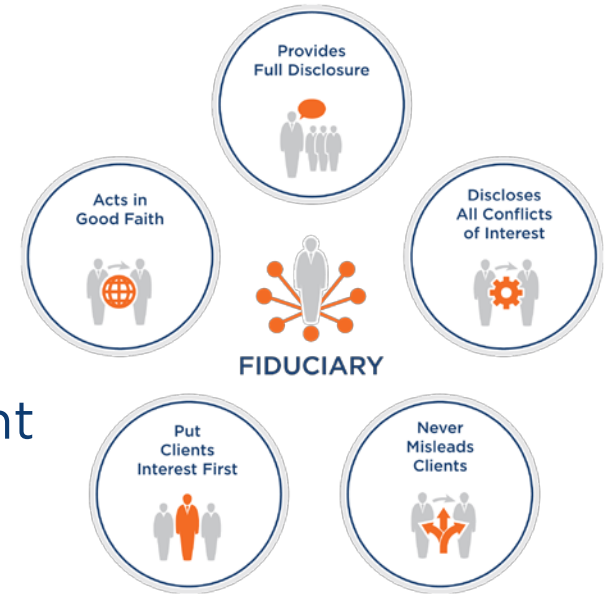 Provides
Full Disclosure
Acts in
Good Faith
Discloses
All Conflicts
of Interest
FIDUCIARY
nt
Put
Clients
Interest First
Never
Misleads
Clients